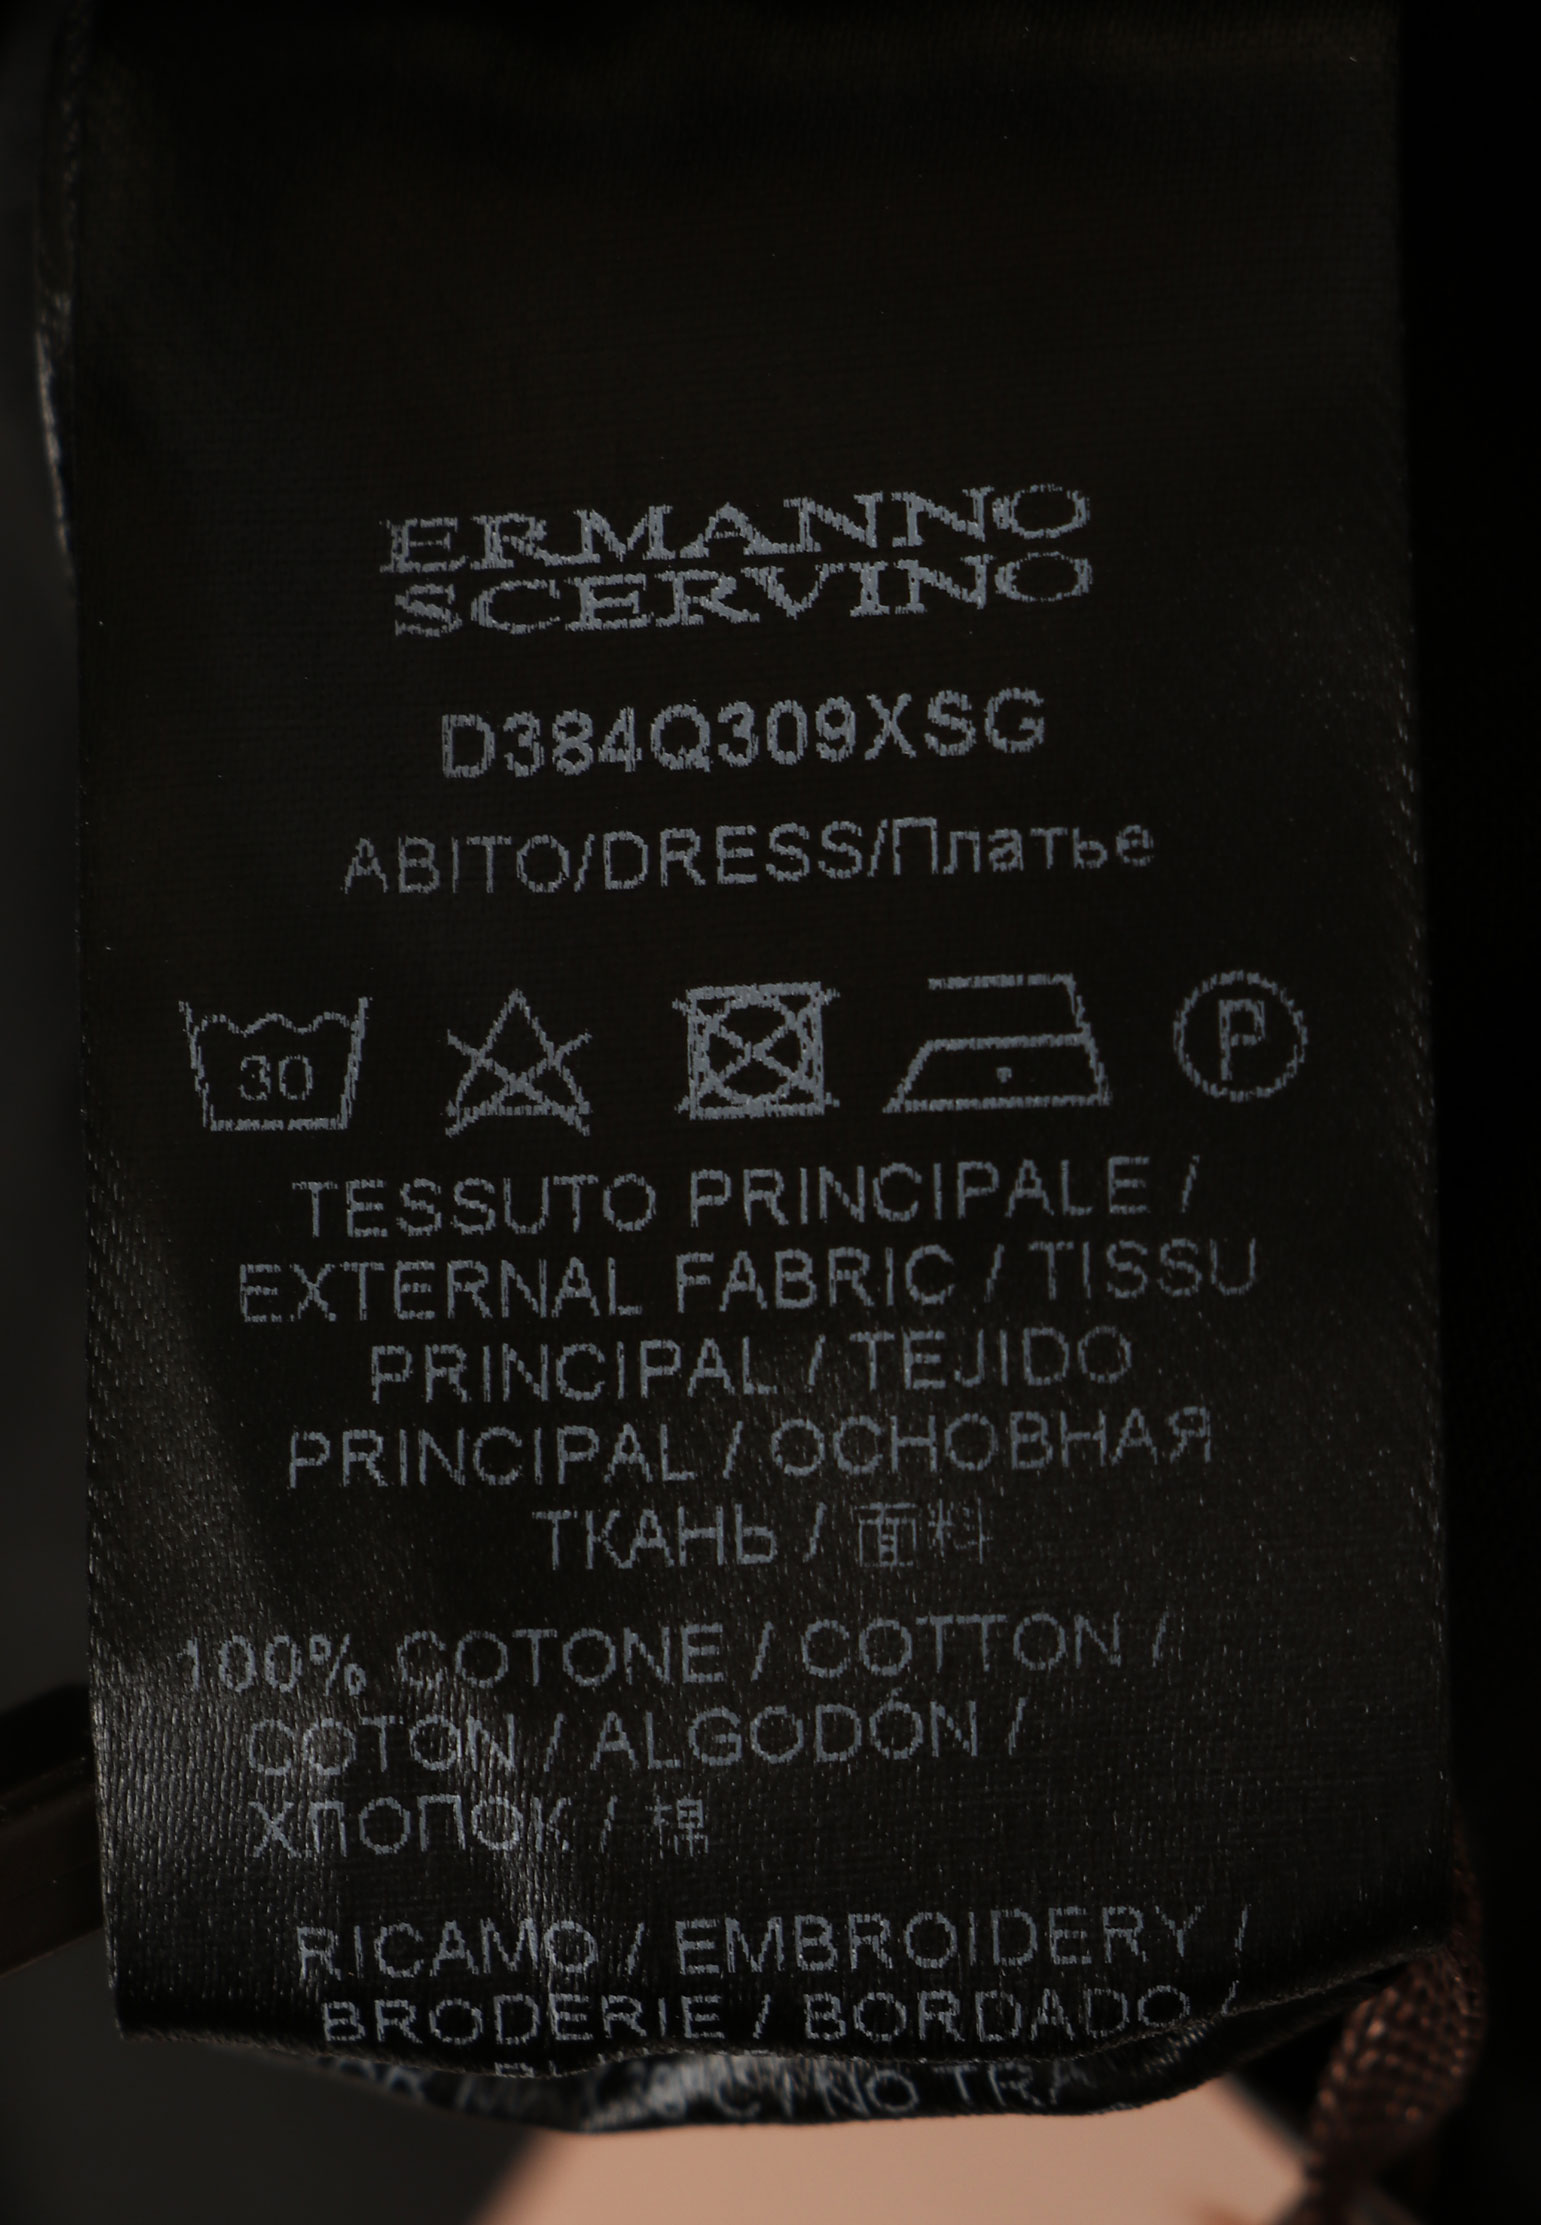 ERMANNO
SCERVINO
D384Q309XSG
ABITO/DRESS/Платье
30
P
TESSUTO PRINCIPALE /
EXTERNAL FABRIC / TISSU
PRINCIPAL / TEJIDO
PRINCIPAL / ОСНОВНАЯ
ТКАНЬ / 面料
100% COTONE / COTTON /
COTON / ALGODÓN /
ХЛОПОК / 棉
RICAMO / EMBROIDERY /
BRODERIE / BORDADO /